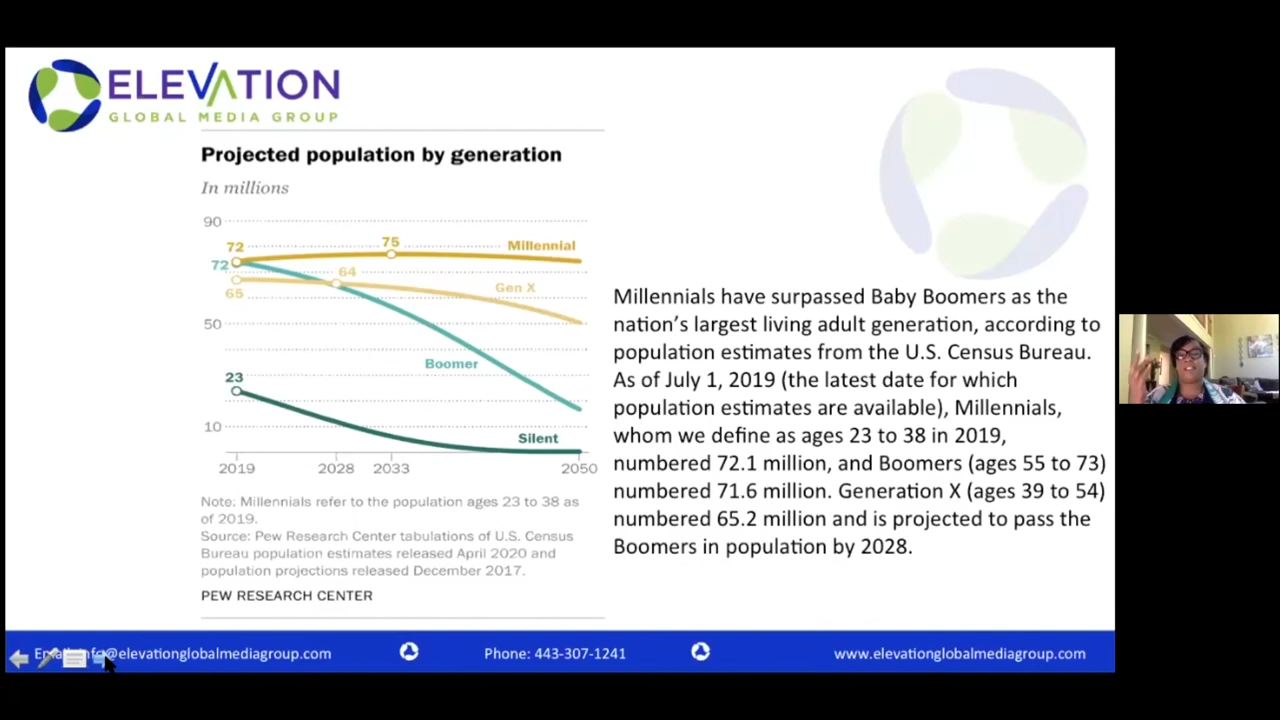 ELEVATION
GLOBAL MEDIA GROUP
Projected population by generation
In millions
90
72
75
Millennial
72
64
65
Gen X
50
Boomer
23
10
Silent
2019
2028
2033
2050
Note: Millennials refer to the population ages 23 to 38 as
of 2019.
Source: Pew Research Center tabulations of U.S. Census
Bureau population estimates released April 2020 and
population projections released December 2017.
PEW RESEARCH CENTER
Millennials have surpassed Baby Boomers as the
nation's largest living adult generation, according to
population estimates from the U.S. Census Bureau.
As of July 1, 2019 (the latest date for which
population estimates are available), Millennials,
whom we define as ages 23 to 38 in 2019,
numbered 72.1 million, and Boomers (ages 55 to 73)
numbered 71.6 million. Generation X (ages 39 to 54)
numbered 65.2 million and is projected to pass the
Boomers in population by 2028.
Email: info@elevationglobalmediagroup.com
Phone: 443-307-1241
www.elevationglobalmediagroup.com